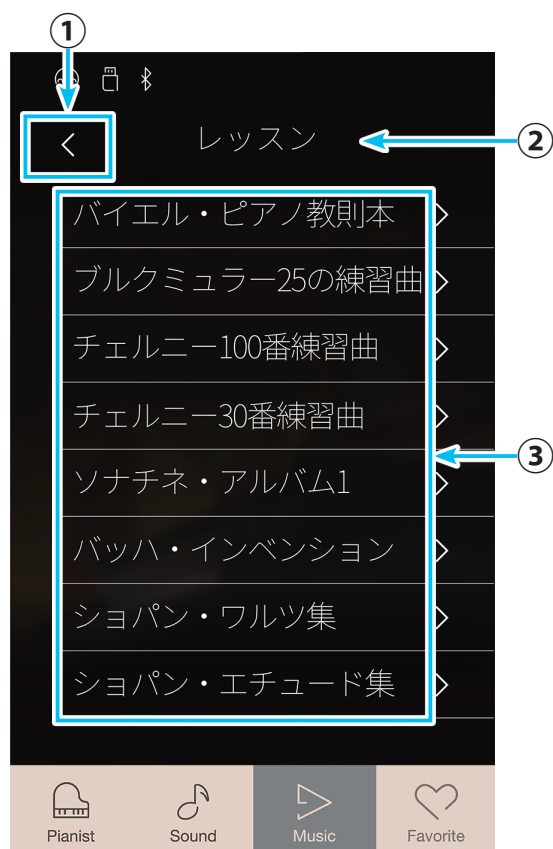 ①
レッスン
②
バイエル・ピアノ教則本
ブルクミュラー25の練習曲
チェルニー100番練習曲
チェルニー30番練習曲
③
ソナチネ・アルバム1
バッハ・インベンション
ショパン・ワルツ集
ショパン・エチュード集
Pianist Sound Music Favorite